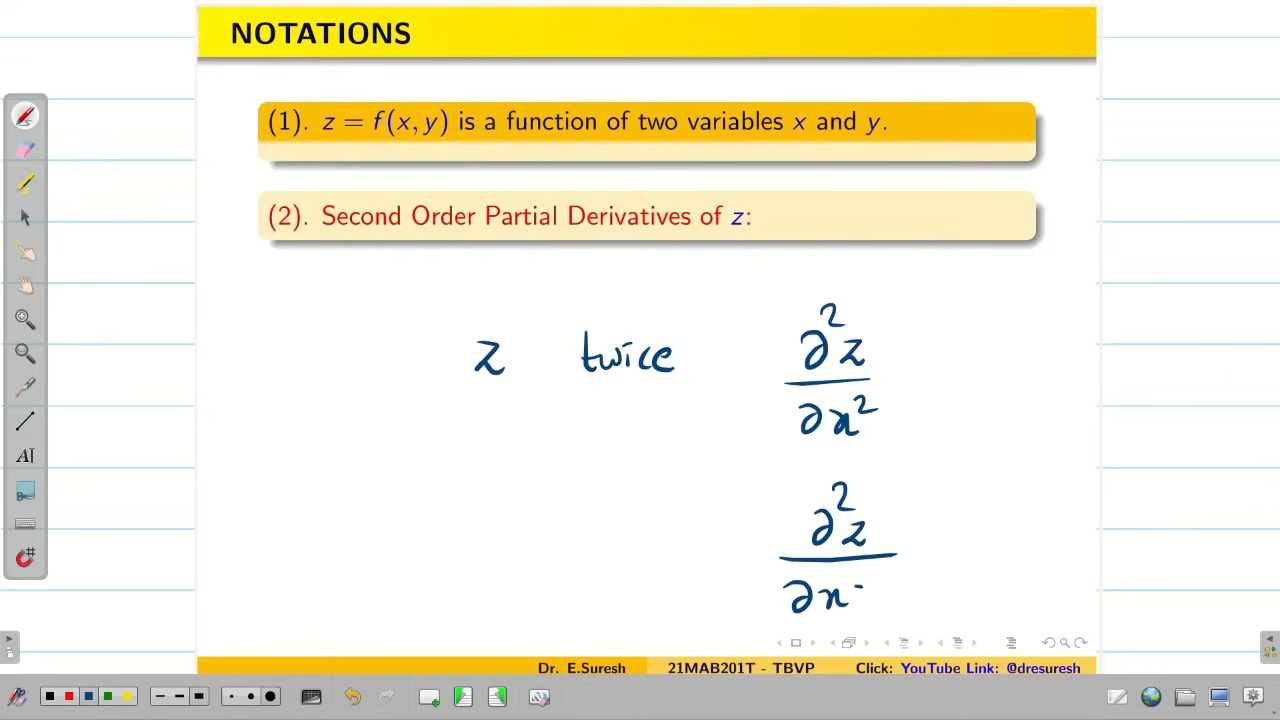 NOTATIONS
(1). z = f(x, y) is a function of two variables x and y.
(2). Second Order Partial Derivatives of z:
z twice ∂²z
∂x²
∂²z
∂x
Dr. E.Suresh 21MAB201T - TBVP Click: YouTube Link: @dresuresh